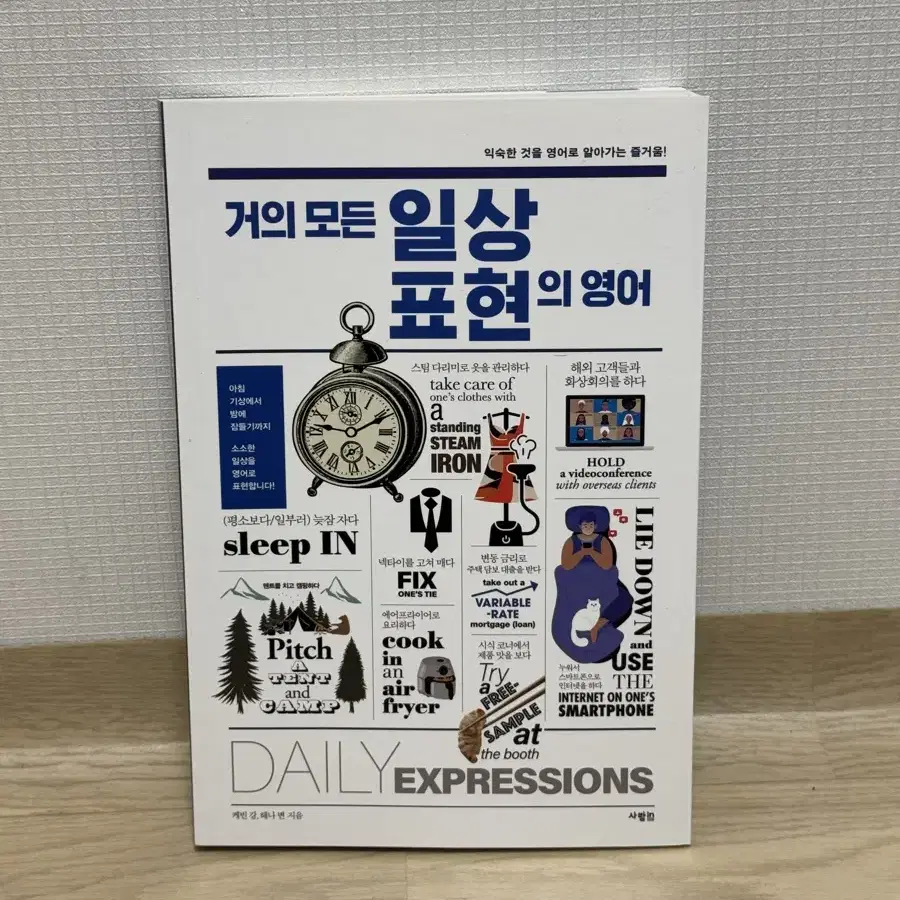 익숙한 것을 영어로 알아가는 즐거움!
거의 모든 일상
표현의 영어
아침
기상에서
밤에
잠들기까지
소소한
일상을
영어로
표현합니다!
스팀 다리미로 옷을 관리하다
take care of
one's clothes with
a
standing
STEAM
IRON
해외 고객들과
화상회의를 하다
HOLD
a videoconference
with overseas clients
(평소보다/일부러) 늦잠 자다
sleep IN
넥타이를 고쳐 매다
FIX
ONE'S TIE
변동 금리로
주택 담보 대출을 받다
take out a
VARIABLE
-RATE
mortgage (loan)
LIE DOWN
and
USE
THE
INTERNET ON ONE'S
SMARTPHONE
누워서
스마트폰으로
인터넷을 하다
텐트를 치고 캠핑하다
Pitch
A
TENT
and
CAMP
에어프라이어로
요리하다
cook
in
an
air
fryer
시식 코너에서
제품 맛을 보다
Try
a
FREE-
SAMPLE
at
the booth
DAILY EXPRESSIONS
케빈 강, 해나 변 지음
사람in